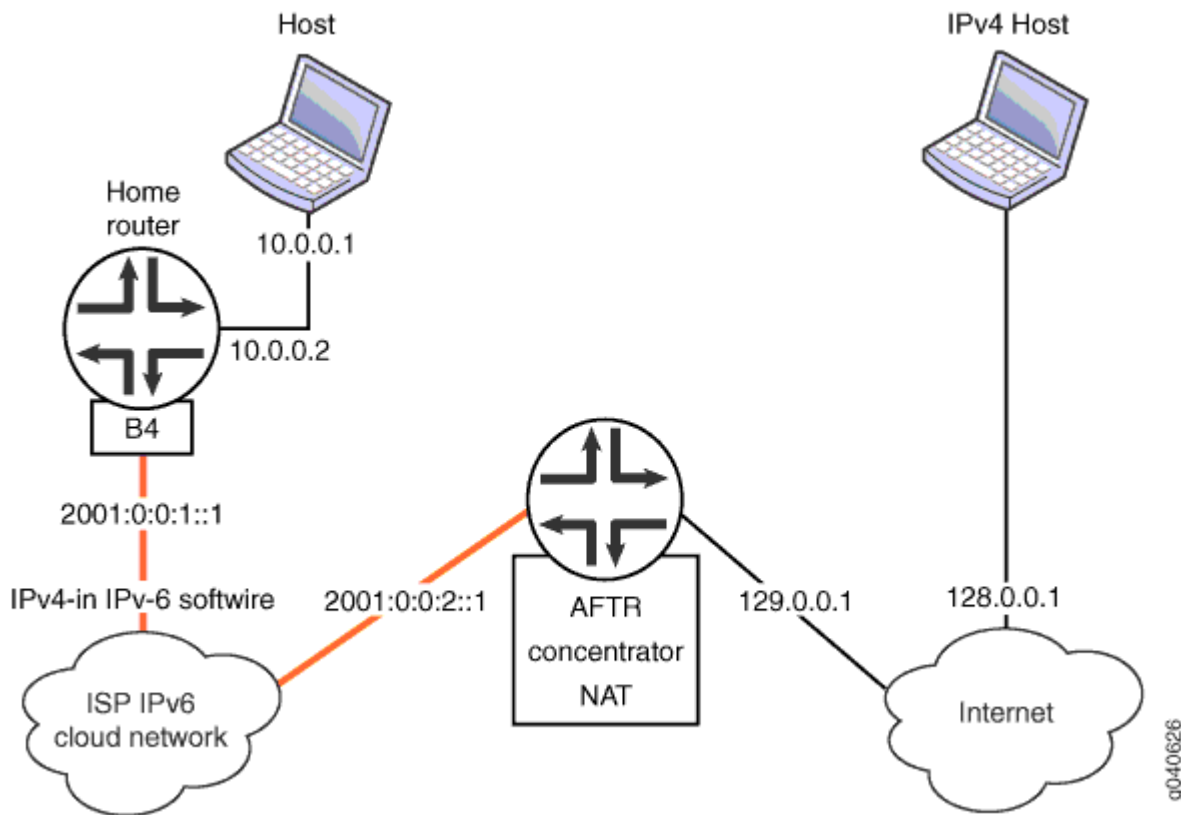 Host
IPv4 Host
Home
router
10.0.0.1
10.0.0.2
B4
2001:0:0:1::1
IPv4-in IPv-6 softwire
2001:0:0:2::1
AFTR
concentrator
NAT
129.0.0.1
128.0.0.1
ISP IPv6
cloud network
Internet
g040626